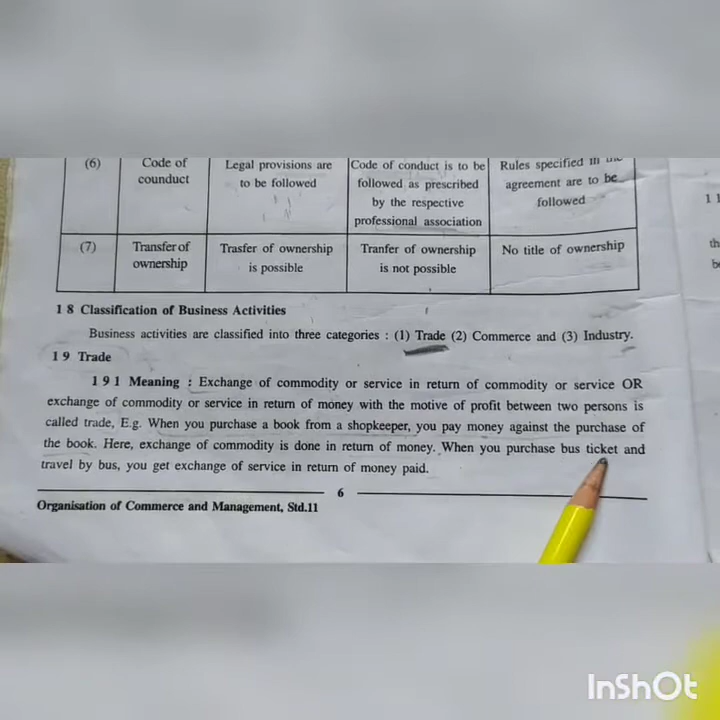 (6) Code of Legal provisions are Code of conduct is to be Rules specified in the
counduct to be followed followed as prescribed agreement are to be
by the respective followed
professional association
(7) Transfer of Trasfer of ownership Tranfer of ownership No title of ownership
ownership is possible is not possible
1 8 Classification of Business Activities
Business activities are classified into three categories : (1) Trade (2) Commerce and (3) Industry.
1 9 Trade
1 9 1 Meaning : Exchange of commodity or service in return of commodity or service OR
exchange of commodity or service in return of money with the motive of profit between two persons is
called trade, E.g. When you purchase a book from a shopkeeper, you pay money against the purchase of
the book. Here, exchange of commodity is done in return of money. When you purchase bus ticket and
travel by bus, you get exchange of service in return of money paid.
6
Organisation of Commerce and Management, Std.11
InShOt